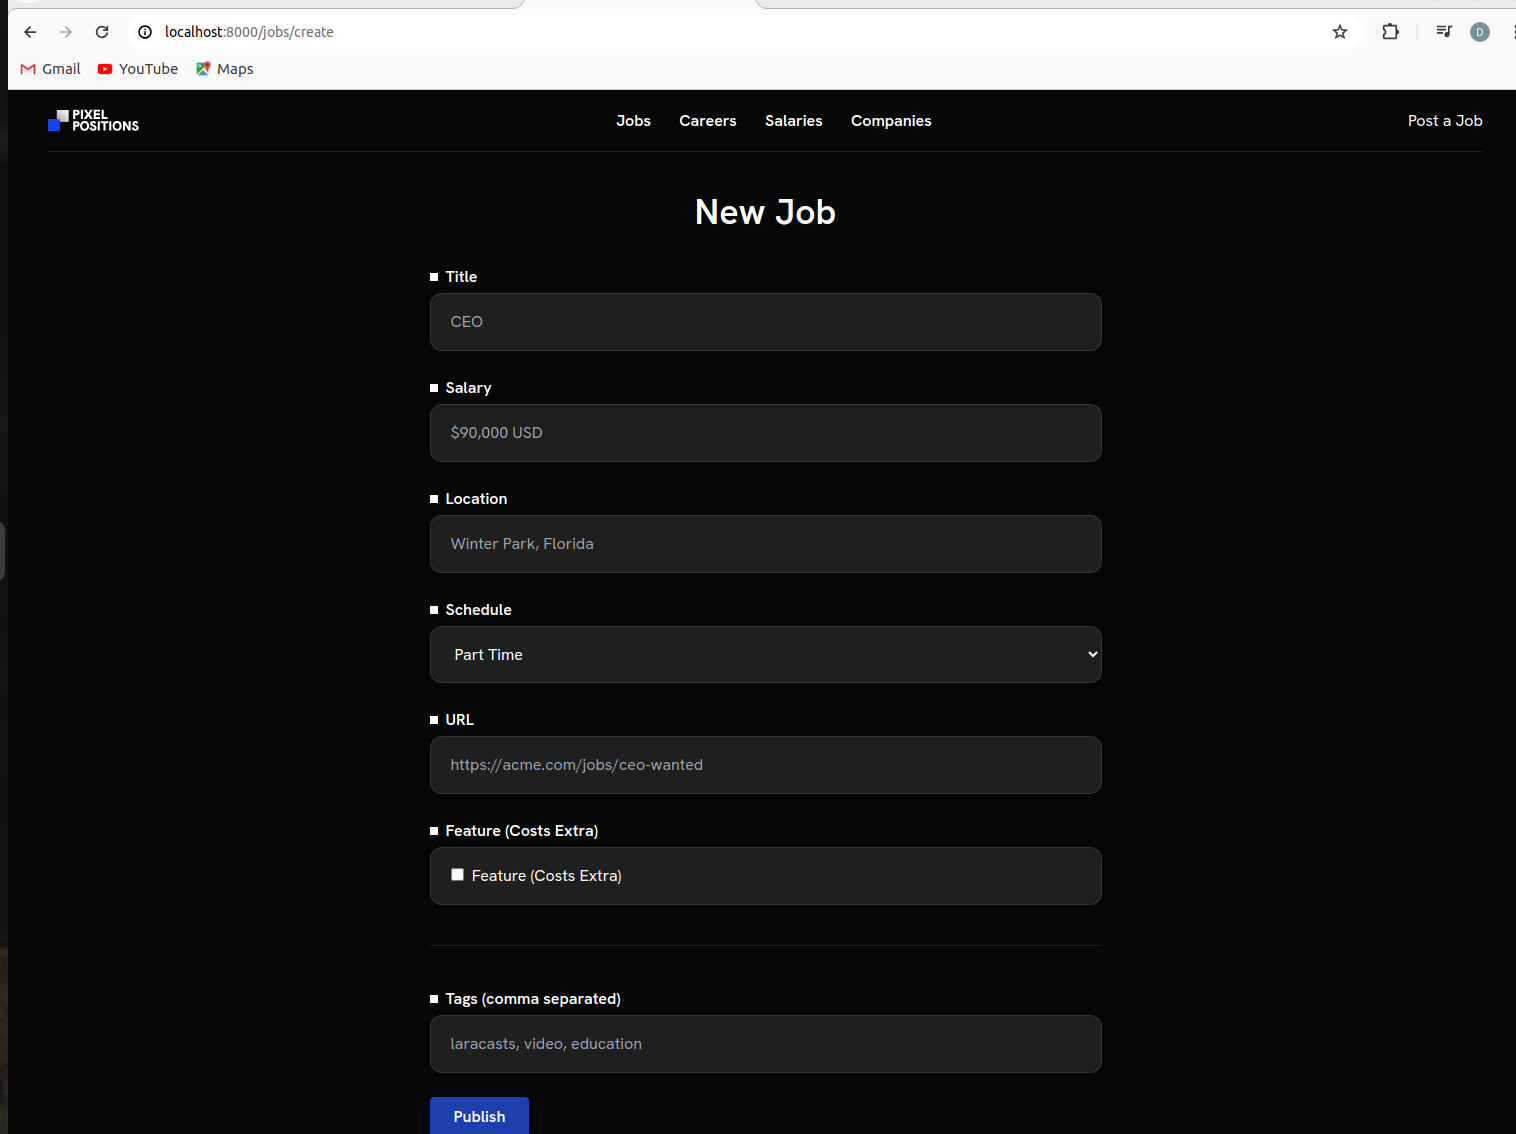 localhost:8000/jobs/create
D
Gmail YouTube Maps
PIXEL
POSITIONS
Jobs Careers Salaries Companies Post a Job
New Job
Title
CEO
Salary
$90,000 USD
Location
Winter Park, Florida
Schedule
Part Time
URL
https://acme.com/jobs/ceo-wanted
Feature (Costs Extra)
Feature (Costs Extra)
Tags (comma separated)
laracasts, video, education
Publish